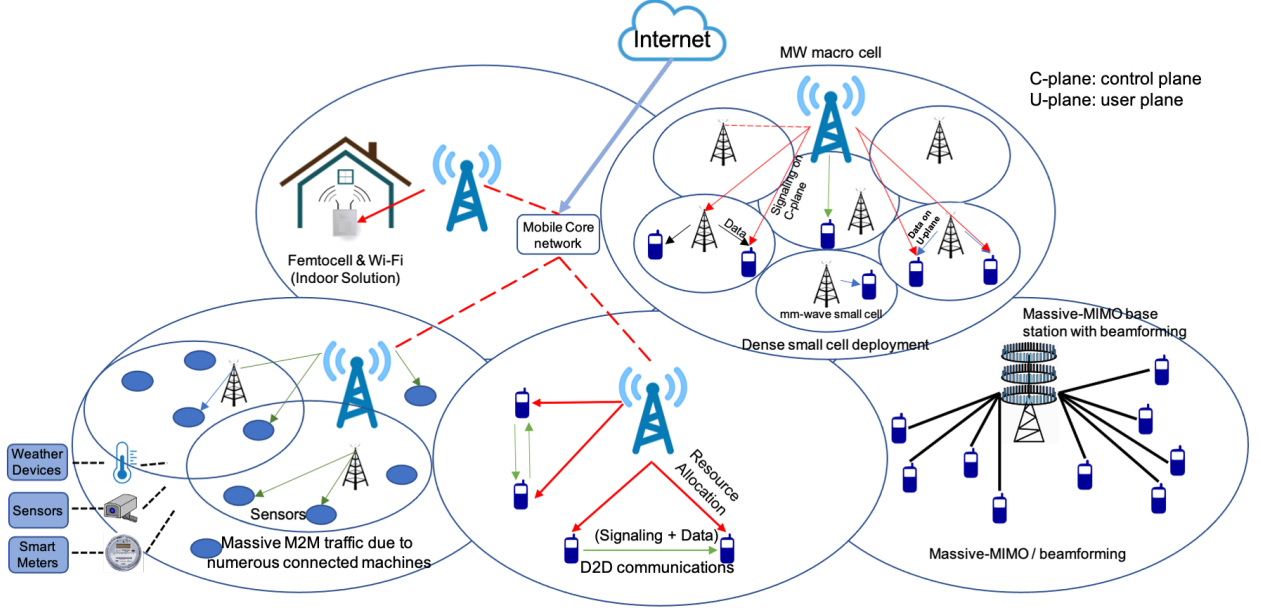 Internet
MW macro cell
C-plane: control plane
U-plane: user plane
Signaling on
C-plane
Data
Data on
U-plane
Mobile Core
network
Femtocell & Wi-Fi
(Indoor Solution)
mm-wave small cell
Dense small cell deployment
Massive-MIMO base
station with beamforming
Weather
Devices
Sensors
Smart
Meters
Sensors
Massive M2M traffic due to
numerous connected machines
Resource
Allocation
(Signaling + Data)
D2D communications
Massive-MIMO / beamforming